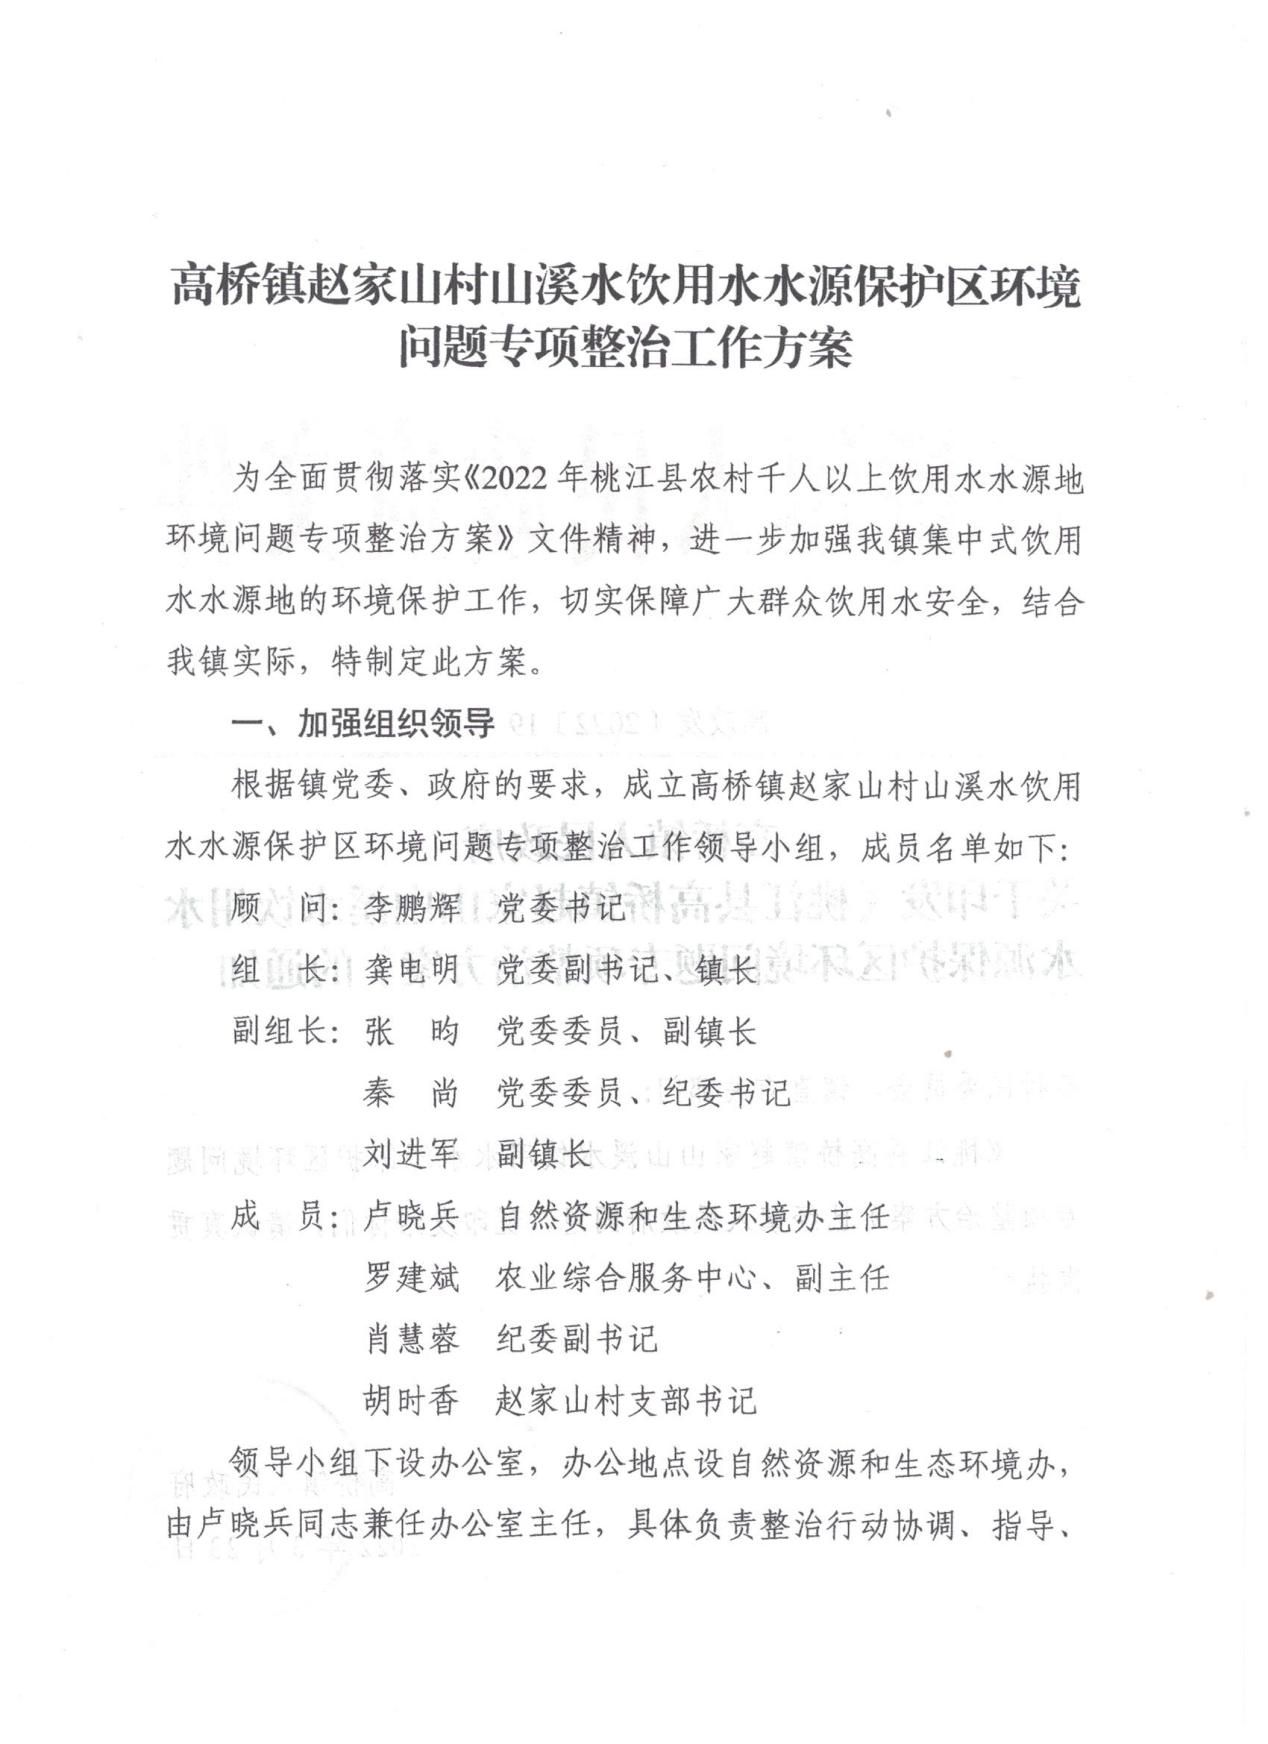 高桥镇赵家山村山溪水饮用水水源保护区环境
问题专项整治工作方案
为全面贯彻落实《2022年桃江县农村千人以上饮用水水源地
环境问题专项整治方案》文件精神，进一步加强我镇集中式饮用
水水源地的环境保护工作，切实保障广大群众饮用水安全，结合
我镇实际，特制定此方案。
一、加强组织领导
根据镇党委、政府的要求，成立高桥镇赵家山村山溪水饮用
水水源保护区环境问题专项整治工作领导小组，成员名单如下：
顾　问：李鹏辉　党委书记
组　长：龚电明　党委副书记、镇长
副组长：张　昀　党委委员、副镇长
秦　尚　党委委员、纪委书记
刘进军　副镇长
成　员：卢晓兵　自然资源和生态环境办主任
罗建斌　农业综合服务中心、副主任
肖慧蓉　纪委副书记
胡时香　赵家山村支部书记
领导小组下设办公室，办公地点设自然资源和生态环境办，
由卢晓兵同志兼任办公室主任，具体负责整治行动协调、指导、